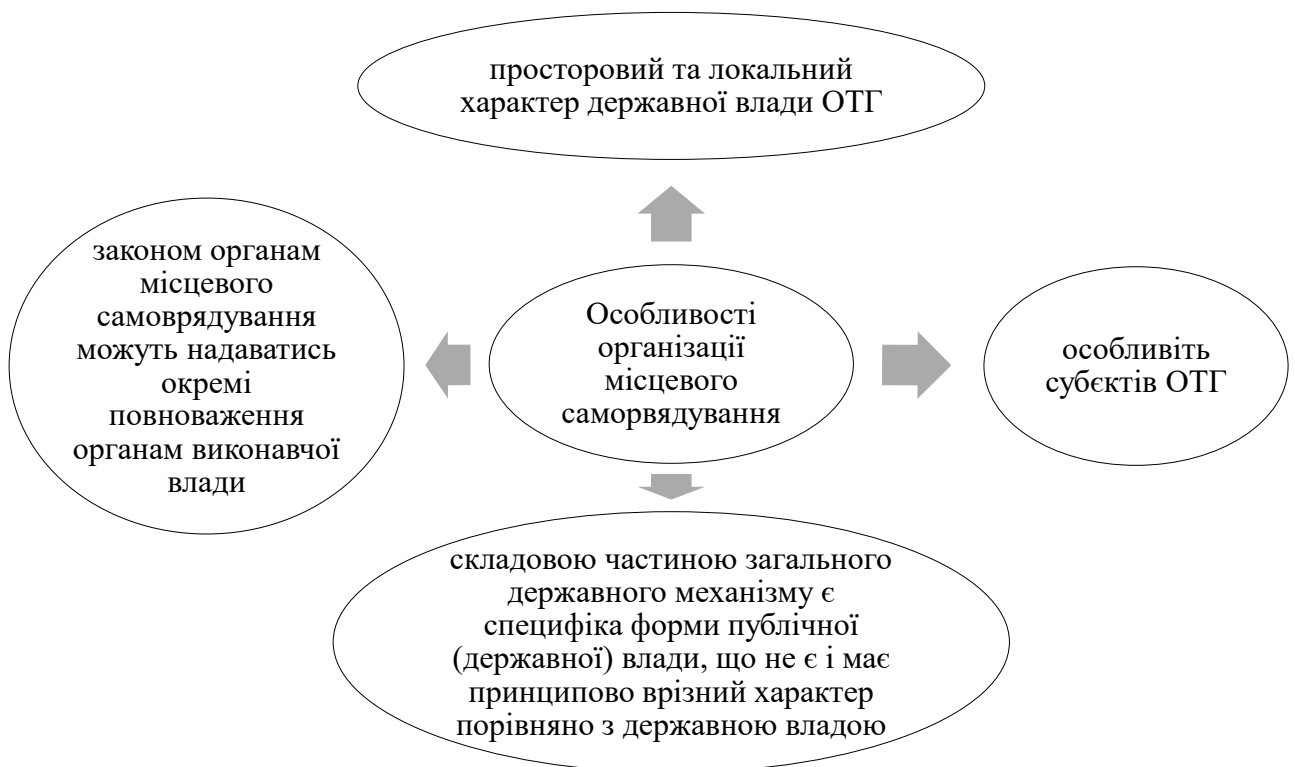 просторовий та локальний
характер державної влади ОТГ
законом органам
місцевого
самоврядування
можуть надаватись
окремі
повноваження
органам виконавчої
влади
Особливості
організації
місцевого
саморвядування
особливіть
субєктів ОТГ
складовою частиною загального
державного механізму є
специфіка форми публічної
(державної) влади, що не є і має
принципово врізний характер
порівняно з державною владою